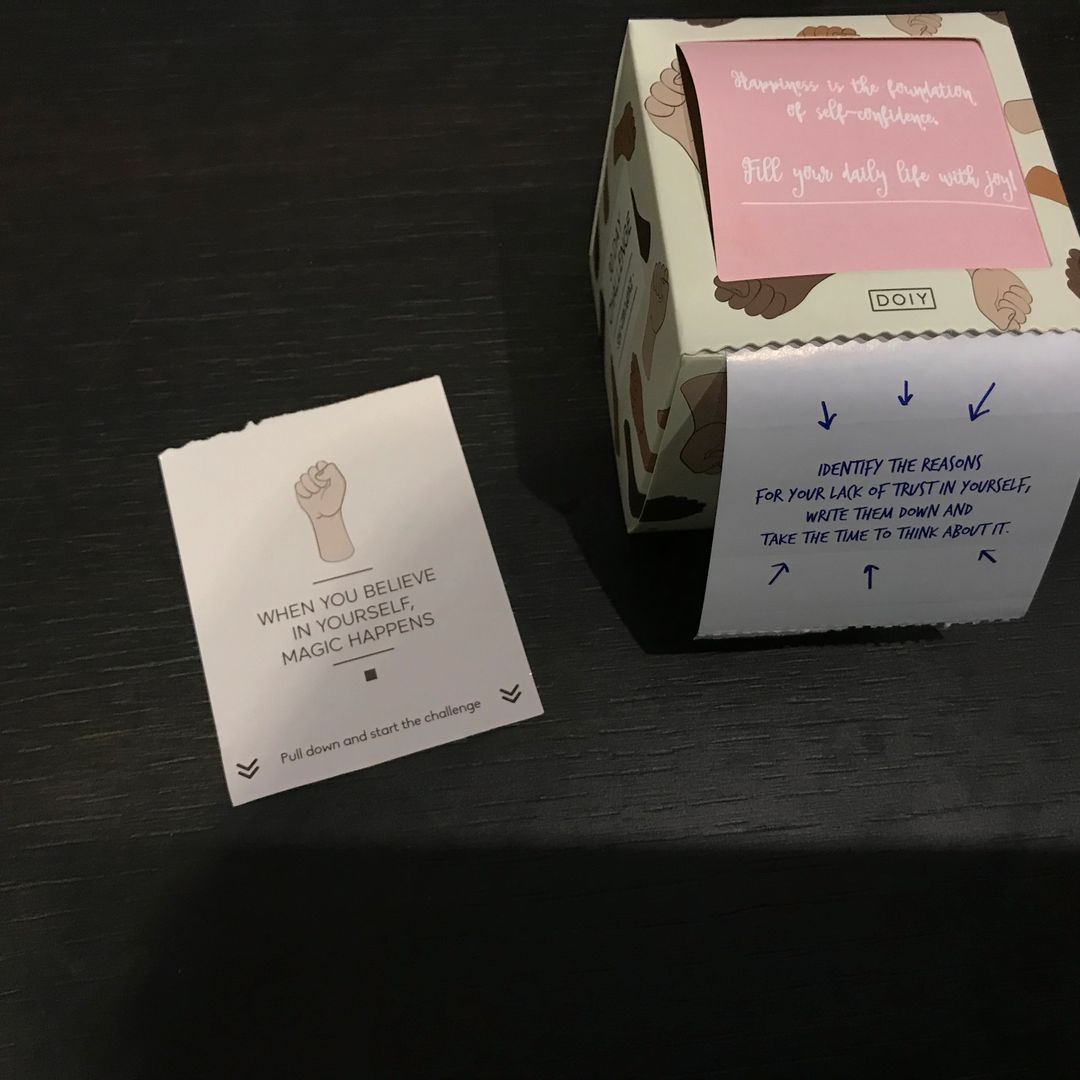 Happiness is the foundation
of self-confidence.
Fill your daily life with joy!
DOIY
IDENTIFY THE REASONS
FOR YOUR LACK OF TRUST IN YOURSELF,
WRITE THEM DOWN AND
TAKE THE TIME TO THINK ABOUT IT.
WHEN YOU BELIEVE
IN YOURSELF,
MAGIC HAPPENS
Pull down and start the challenge